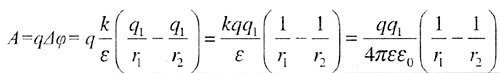 A = qΔφ = q k/ε (q₁/r₁ − q₁/r₂) = kqq₁/ε (1/r₁ − 1/r₂) = qq₁/4πεε₀ (1/r₁ − 1/r₂)